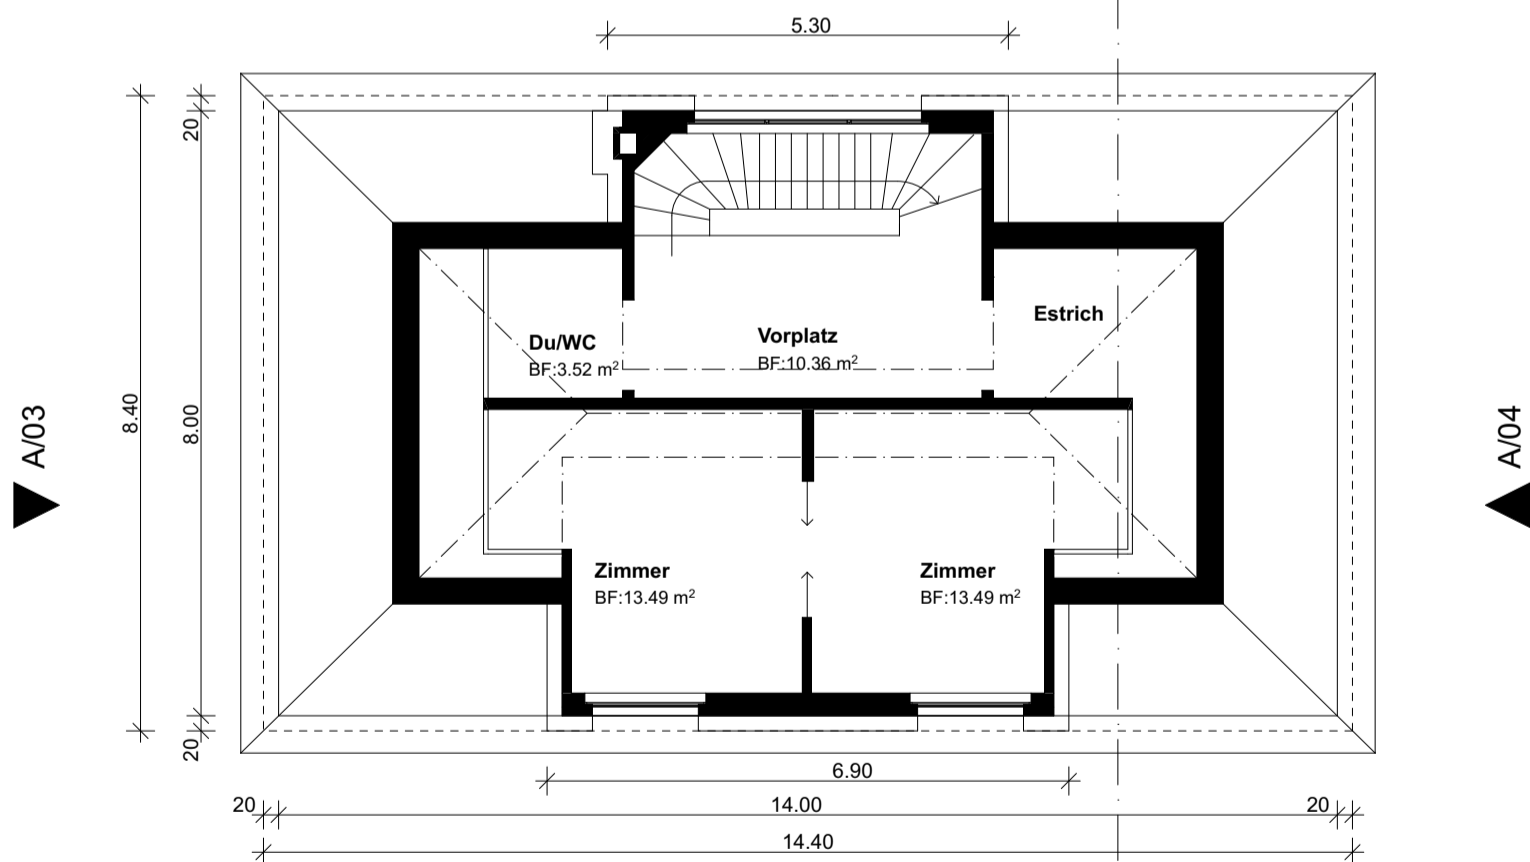 5.30
20
8.40
8.00
20
A/03
A/04
Du/WC
BF:3.52 m²
Vorplatz
BF:10.36 m²
Estrich
Zimmer
BF:13.49 m²
Zimmer
BF:13.49 m²
6.90
20
14.00
20
14.40